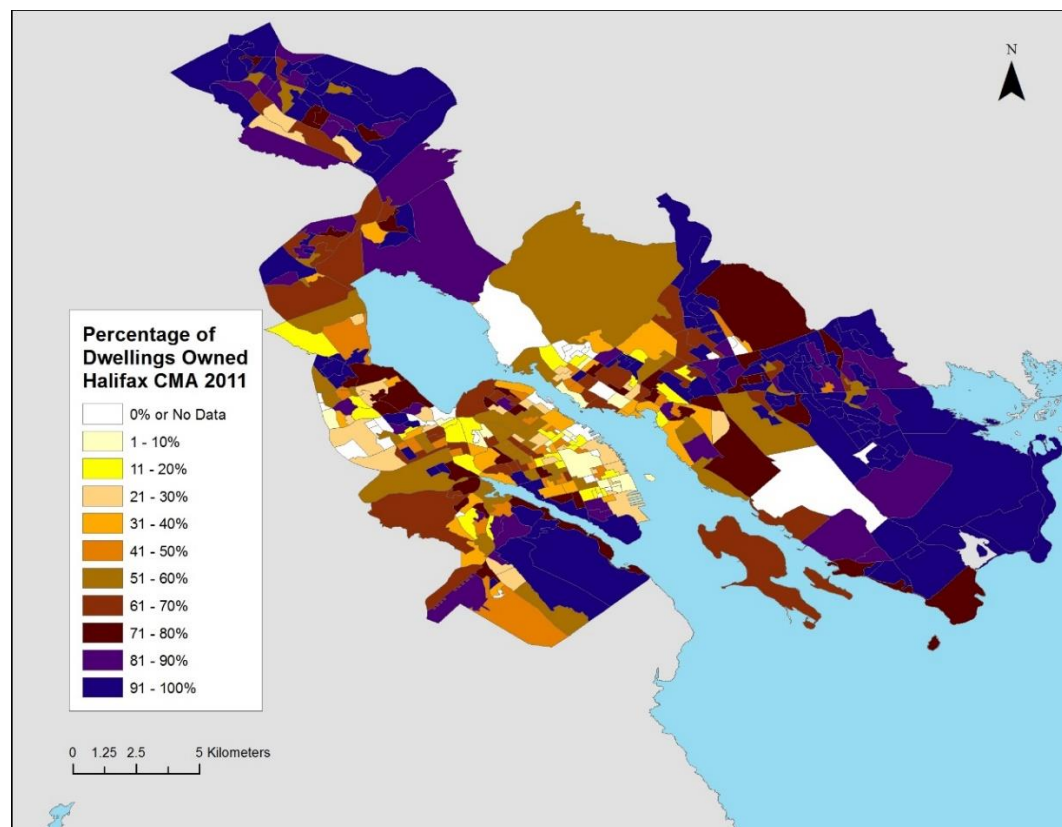 N
Percentage of
Dwellings Owned
Halifax CMA 2011
0% or No Data
1 - 10%
11 - 20%
21 - 30%
31 - 40%
41 - 50%
51 - 60%
61 - 70%
71 - 80%
81 - 90%
91 - 100%
0 1.25 2.5 5 Kilometers